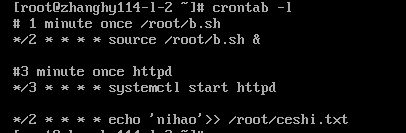 [root@zhanghy114-l-2 ~]# crontab -l
# 1 minute once /root/b.sh
*/2 * * * * source /root/b.sh &
#3 minute once httpd
*/3 * * * * systemctl start httpd
*/2 * * * * echo 'nihao'>> /root/ceshi.txt